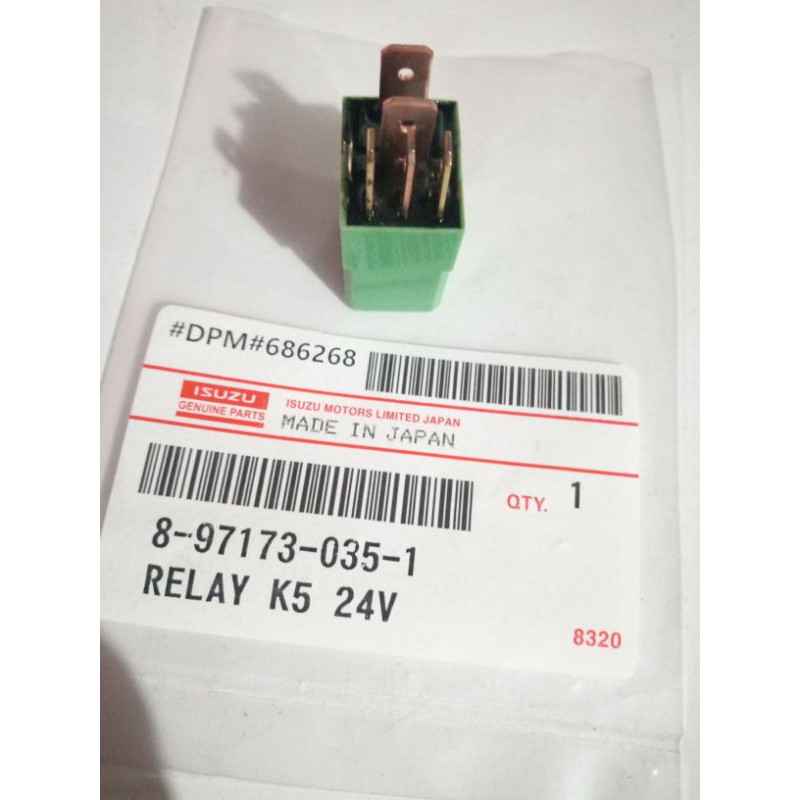 #DPM#686268
ISUZU
GENUINE PARTS
ISUZU MOTORS LIMITED JAPAN
MADE IN JAPAN
QTY. 1
8-97173-035-1
RELAY K5 24V
8320